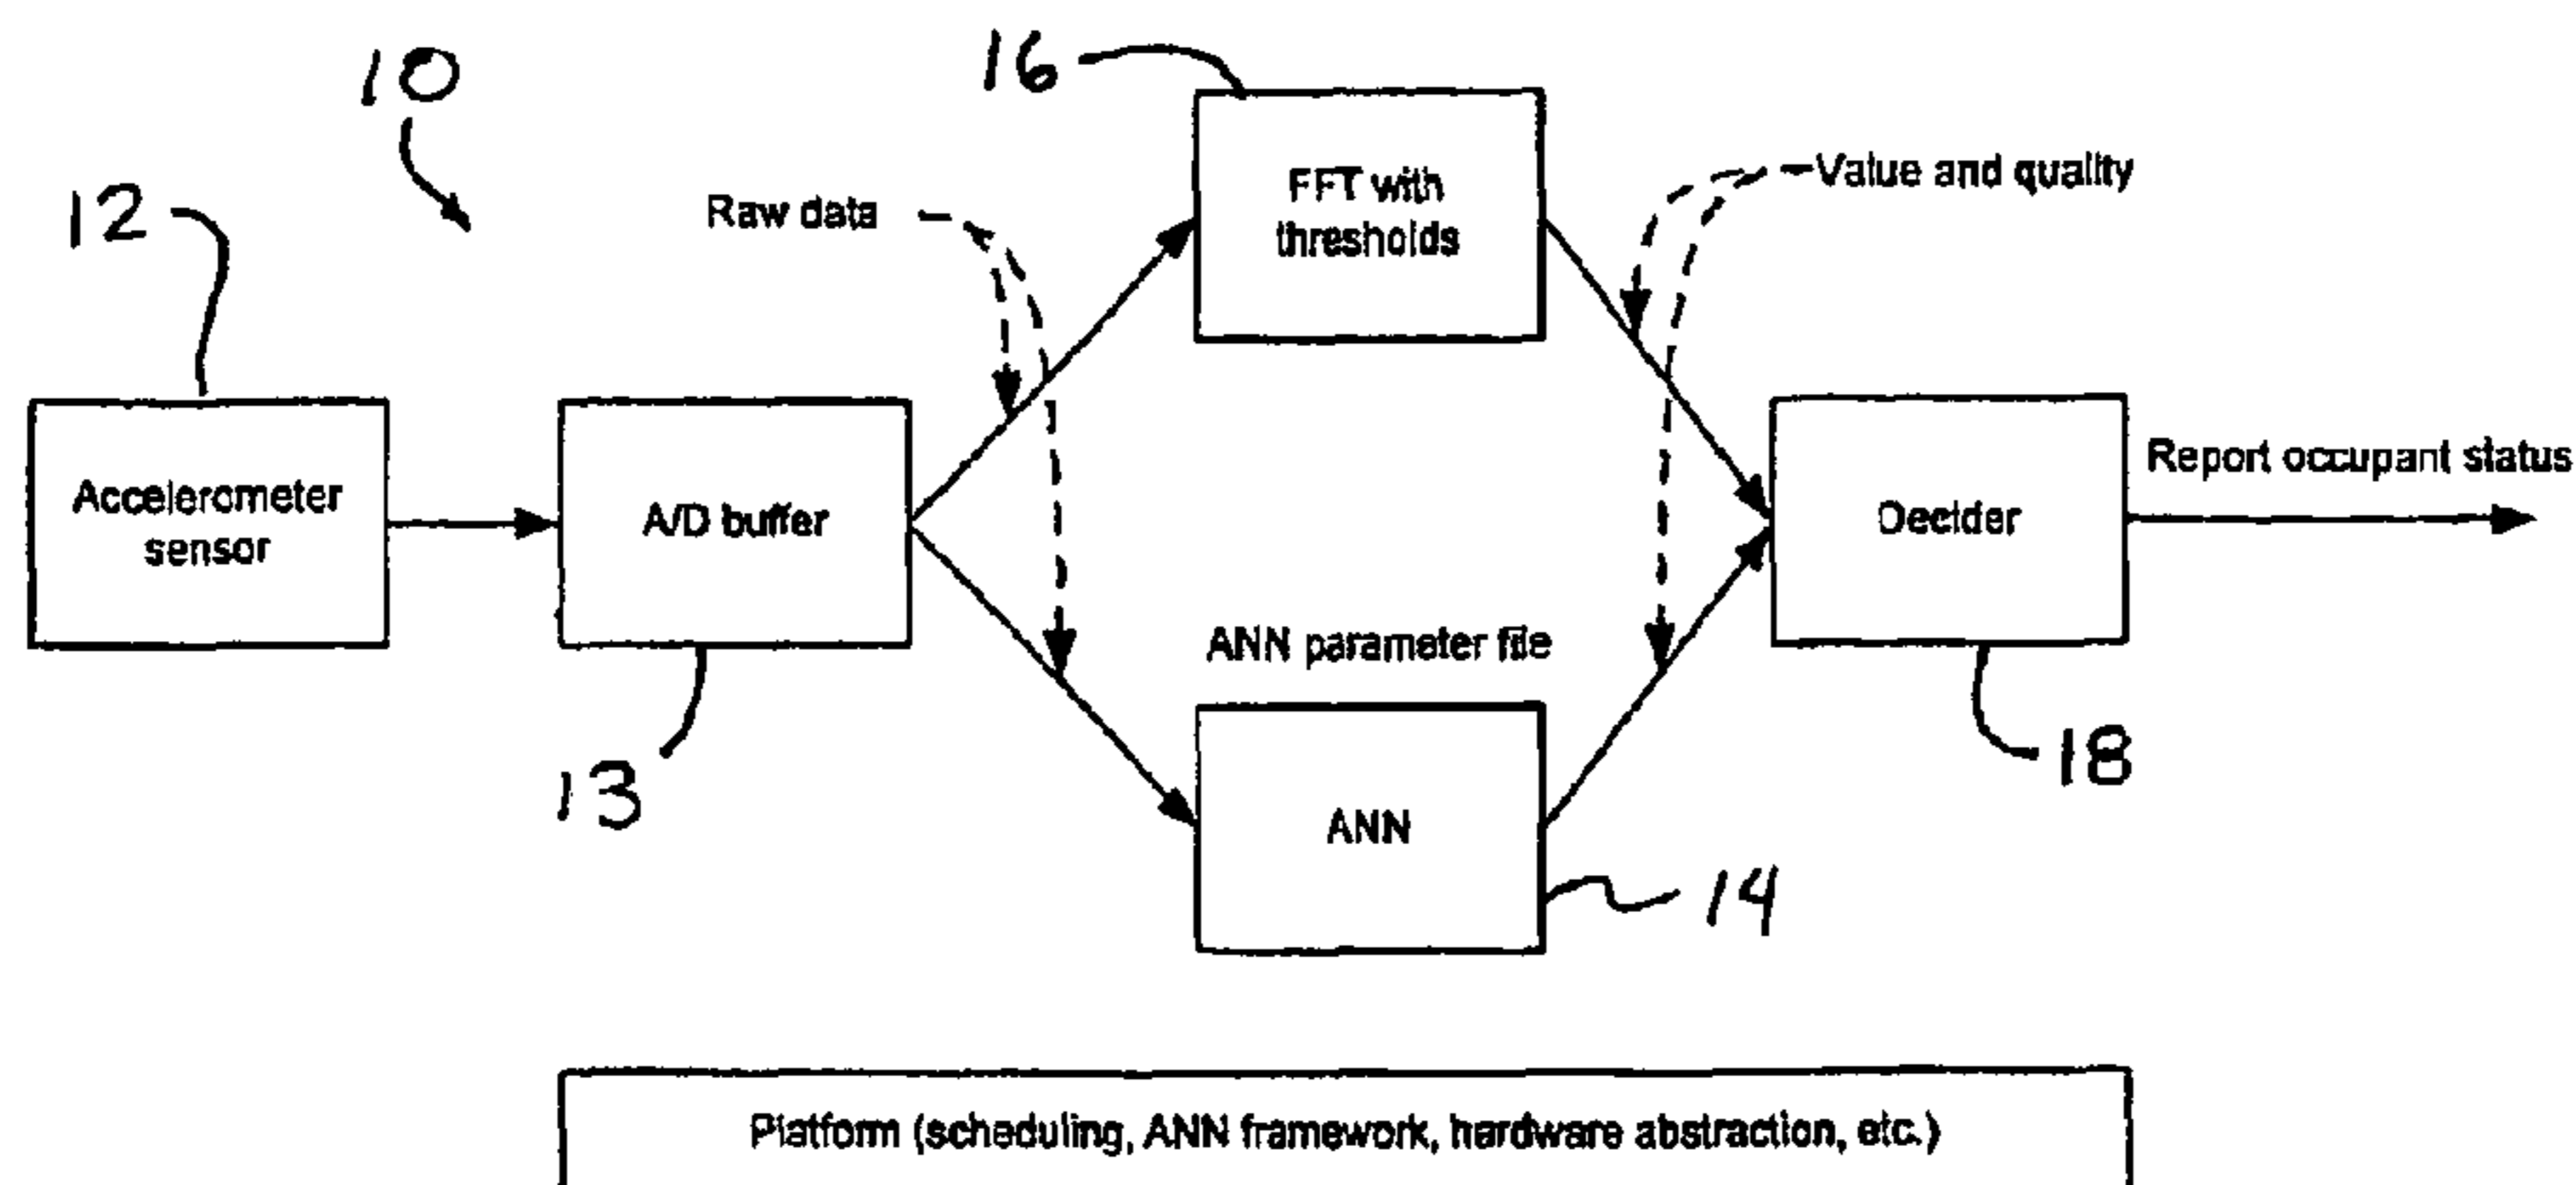 10
16
12
Raw data
FFT with
thresholds
Value and quality
Accelerometer
sensor
A/D buffer
Decider
Report occupant status
13
ANN parameter file
ANN
14
18
Platform (scheduling, ANN framework, hardware abstraction, etc.)